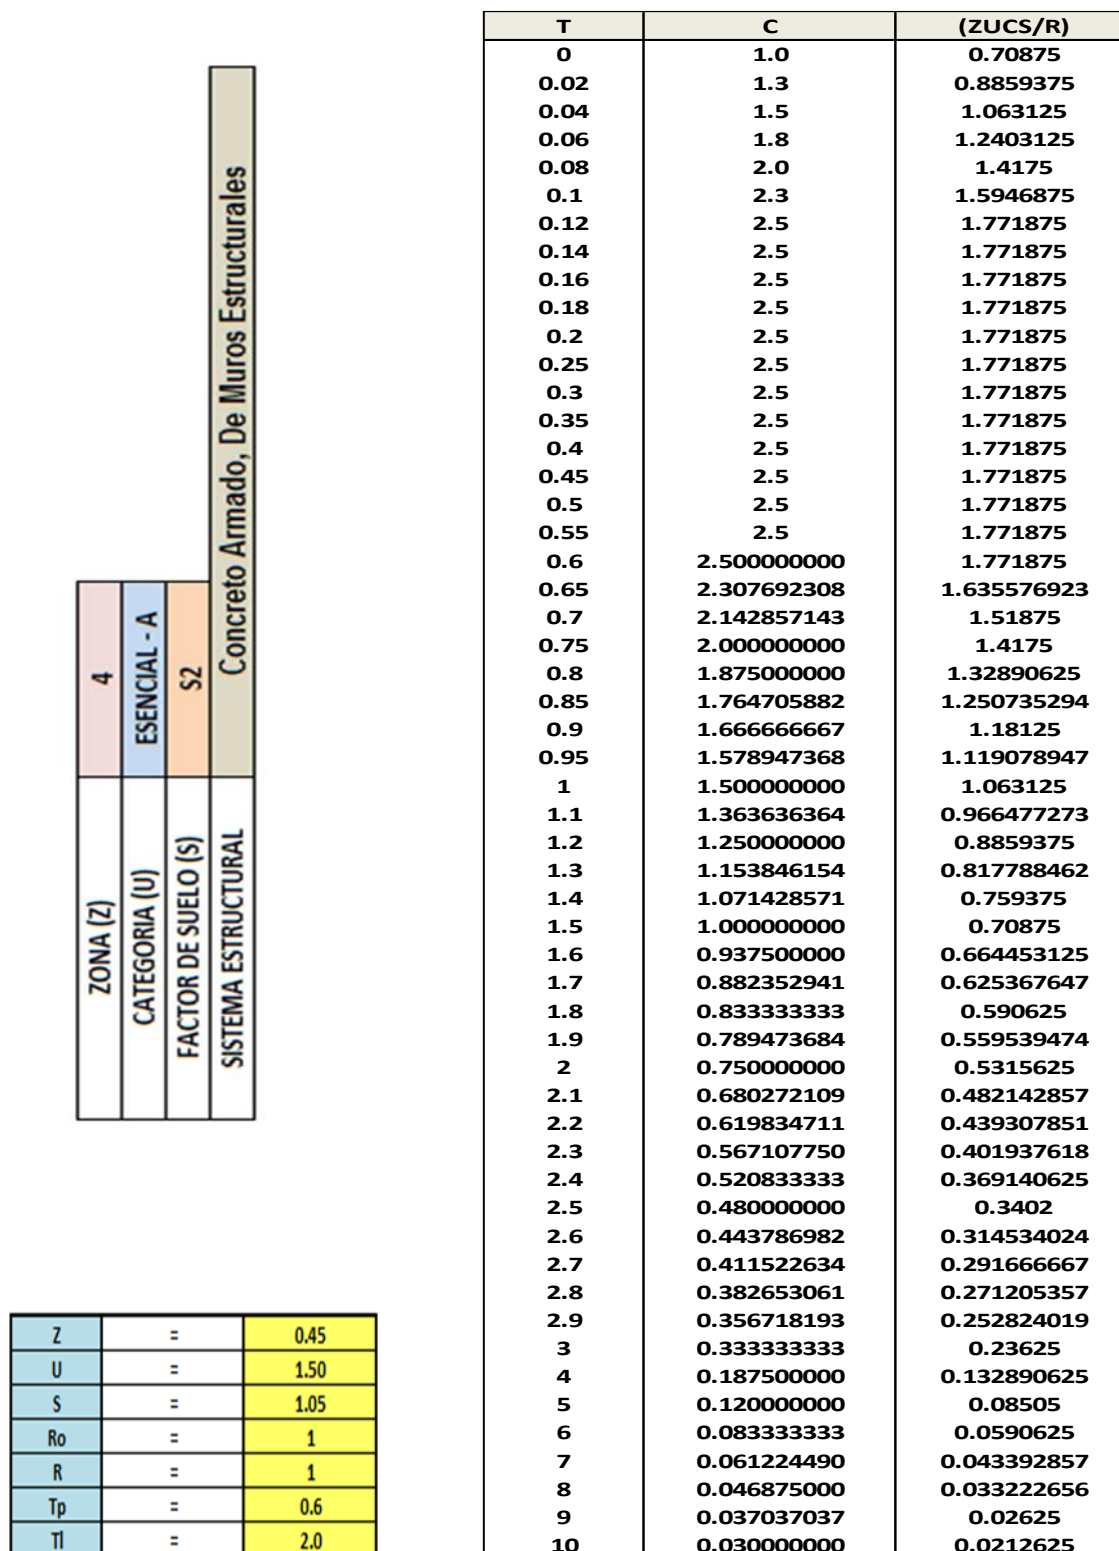 ZONA (Z) 4
CATEGORIA (U) ESENCIAL - A
FACTOR DE SUELO (S) S2
SISTEMA ESTRUCTURAL Concreto Armado, De Muros Estructurales
Z = 0.45
U = 1.50
S = 1.05
Ro = 1
R = 1
Tp = 0.6
Tl = 2.0
T C (ZUCS/R)
0 1.0 0.70875
0.02 1.3 0.8859375
0.04 1.5 1.063125
0.06 1.8 1.2403125
0.08 2.0 1.4175
0.1 2.3 1.5946875
0.12 2.5 1.771875
0.14 2.5 1.771875
0.16 2.5 1.771875
0.18 2.5 1.771875
0.2 2.5 1.771875
0.25 2.5 1.771875
0.3 2.5 1.771875
0.35 2.5 1.771875
0.4 2.5 1.771875
0.45 2.5 1.771875
0.5 2.5 1.771875
0.55 2.5 1.771875
0.6 2.500000000 1.771875
0.65 2.307692308 1.635576923
0.7 2.142857143 1.51875
0.75 2.000000000 1.4175
0.8 1.875000000 1.32890625
0.85 1.764705882 1.250735294
0.9 1.666666667 1.18125
0.95 1.578947368 1.119078947
1 1.500000000 1.063125
1.1 1.363636364 0.966477273
1.2 1.250000000 0.8859375
1.3 1.153846154 0.817788462
1.4 1.071428571 0.759375
1.5 1.000000000 0.70875
1.6 0.937500000 0.664453125
1.7 0.882352941 0.625367647
1.8 0.833333333 0.590625
1.9 0.789473684 0.559539474
2 0.750000000 0.5315625
2.1 0.680272109 0.482142857
2.2 0.619834711 0.439307851
2.3 0.567107750 0.401937618
2.4 0.520833333 0.369140625
2.5 0.480000000 0.3402
2.6 0.443786982 0.314534024
2.7 0.411522634 0.291666667
2.8 0.382653061 0.271205357
2.9 0.356718193 0.252824019
3 0.333333333 0.23625
4 0.187500000 0.132890625
5 0.120000000 0.08505
6 0.083333333 0.0590625
7 0.061224490 0.043392857
8 0.046875000 0.033222656
9 0.037037037 0.02625
10 0.030000000 0.0212625